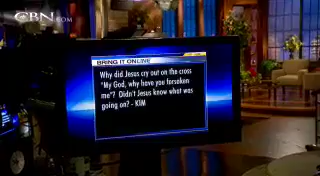 CBN.com
BRING IT ONLINE
Why did Jesus cry out on the cross
"My God, why have you forsaken
me"? Didn't Jesus know what was
going on? - KIM